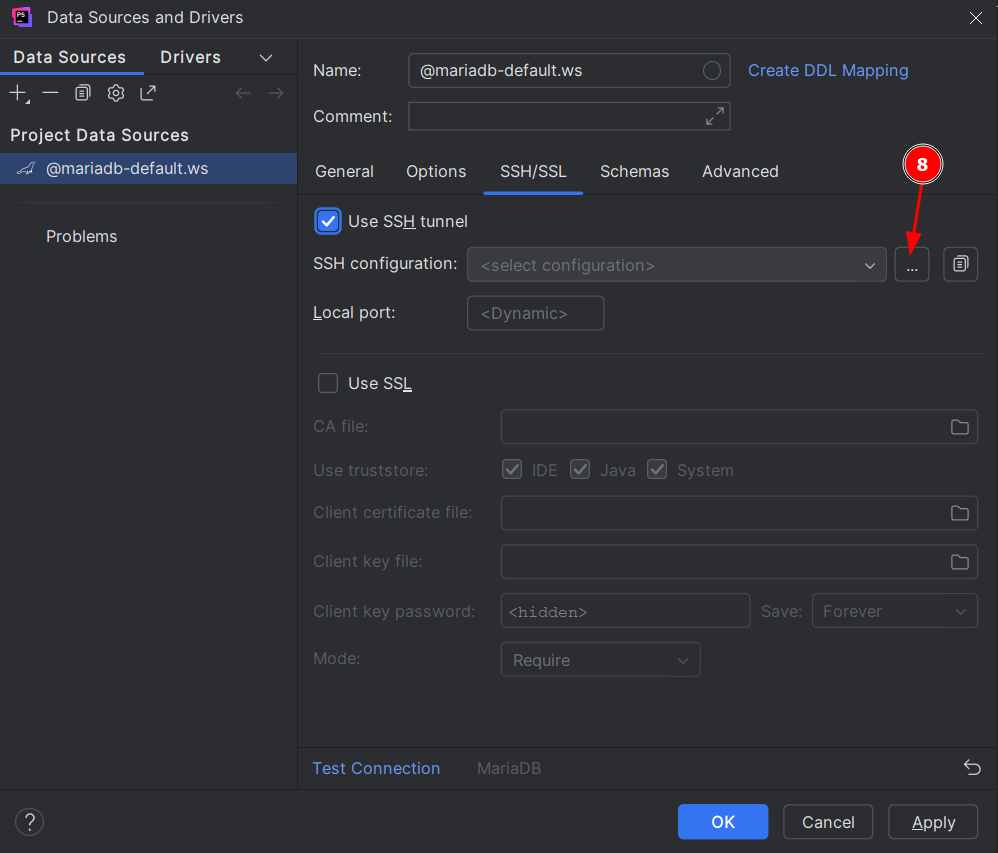 PS
Data Sources and Drivers
Data Sources
Drivers
Project Data Sources
@mariadb-default.ws
Problems
Name:
@mariadb-default.ws
Create DDL Mapping
Comment:
General
Options
SSH/SSL
Schemas
Advanced
8
Use SSH tunnel
SSH configuration:
<select configuration>
...
Local port:
<Dynamic>
Use SSL
CA file:
Use truststore:
IDE
Java
System
Client certificate file:
Client key file:
Client key password:
<hidden>
Save:
Forever
Mode:
Require
Test Connection
MariaDB
?
OK
Cancel
Apply